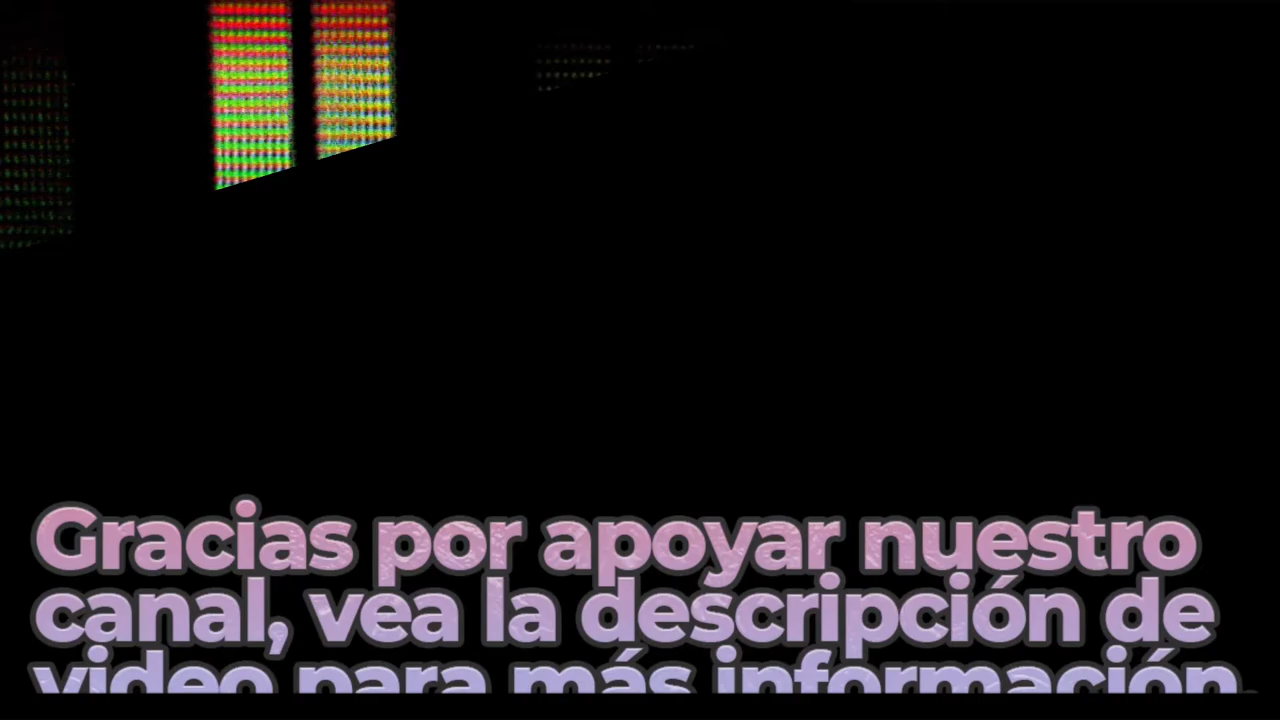 Gracias por apoyar nuestro
canal, vea la descripción de
video para más información.